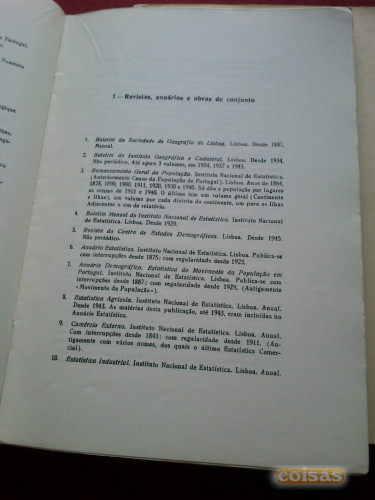 Portugal,
I — Revistas, anuários e obras de conjunto
1. Boletim da Sociedade de Geografia de Lisboa. Lisboa. Desde 1887.
Mensal.
2. Boletim do Instituto Geográfico e Cadastral. Lisboa. Desde 1934.
Não periódico. Até agora 3 volumes, em 1934, 1937 e 1943.
3. Recenseamento Geral da População. Instituto Nacional de Estatística.
(Anteriormente Censo da População de Portugal). Lisboa. Anos de 1864,
1878, 1890, 1900, 1911, 1920, 1930 e 1940. Só dão a população por lugares
os censos de 1911 e 1940. O último tem um volume geral (Continente
e Ilhas), um volume por cada distrito do continente, um para as Ilhas
Adjacentes e um de relatório.
4. Boletim Mensal do Instituto Nacional de Estatística. Instituto Nacional
de Estatística. Lisboa. Desde 1929.
5. Revista do Centro de Estudos Demográficos. Lisboa. Desde 1945.
Não periódico.
6. Anuário Estatístico. Instituto Nacional de Estatística. Lisboa. Publica-se
com interrupções desde 1875; com regularidade desde 1923.
7. Anuário Demográfico, Estatística do Movimento da População em
Portugal. Instituto Nacional de Estatística. Lisboa. Publica-se com
interrupções desde 1887; com regularidade desde 1929. (Antigamente
«Movimento da População»).
8. Estatística Agrícola. Instituto Nacional de Estatística. Lisboa. Anual.
Desde 1943. As matérias desta publicação, até 1943, eram incluídas no
Anuário Estatístico.
9. Comércio Externo. Instituto Nacional de Estatística. Lisboa. Anual.
Com interrupções desde 1843; com regularidade desde 1911. (An-
tigamente com vários nomes, dos quais o último Estatística Comer-
cial).
10. Estatística Industrial. Instituto Nacional de Estatística. Lisboa. Anual.
coisas